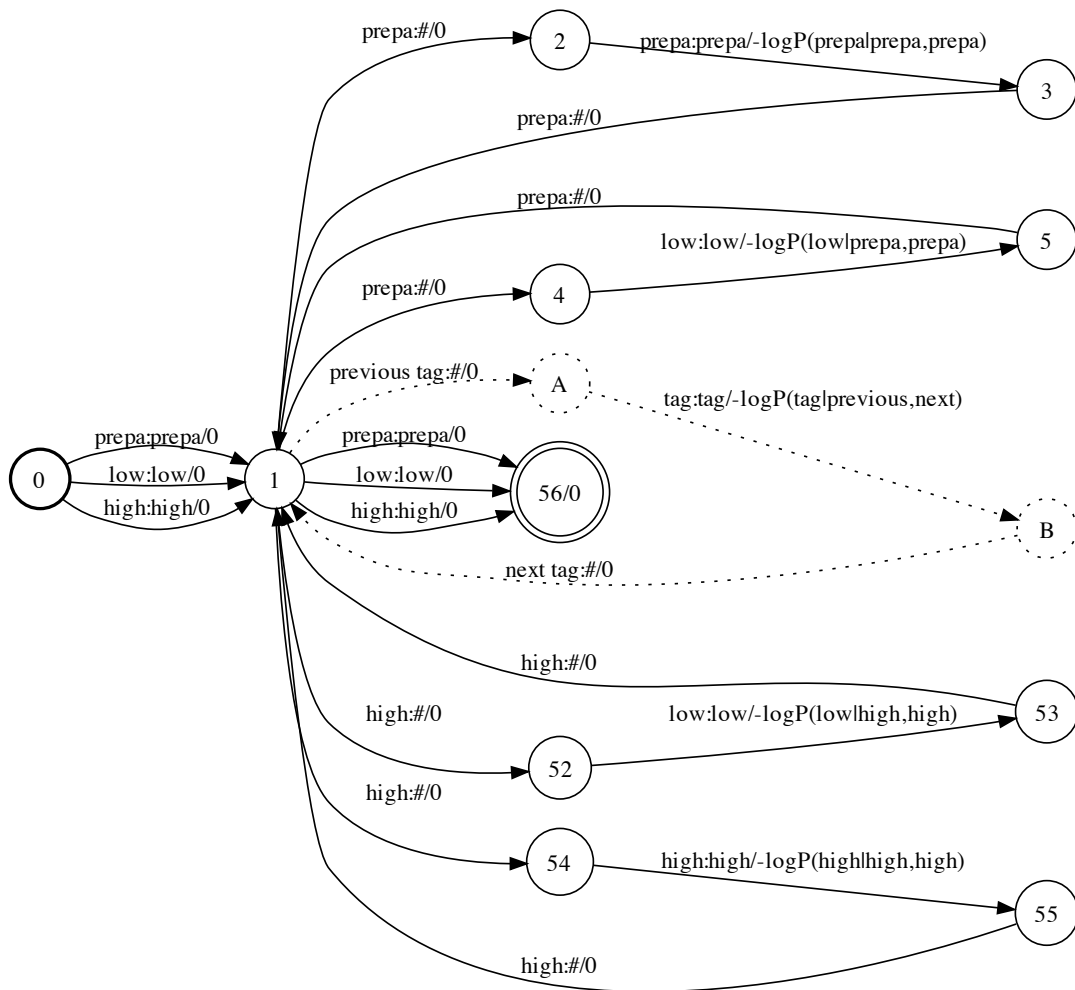 prepa:#/0
2
prepa:prepa/-logP(prepa|prepa,prepa)
3
prepa:#/0
prepa:#/0
low:low/-logP(low|prepa,prepa)
5
prepa:#/0
4
previous tag:#/0
A
tag:tag/-logP(tag|previous,next)
prepa:prepa/0
prepa:prepa/0
0
low:low/0
1
low:low/0
56/0
high:high/0
high:high/0
B
next tag:#/0
high:#/0
high:#/0
low:low/-logP(low|high,high)
53
52
high:#/0
54
high:high/-logP(high|high,high)
55
high:#/0